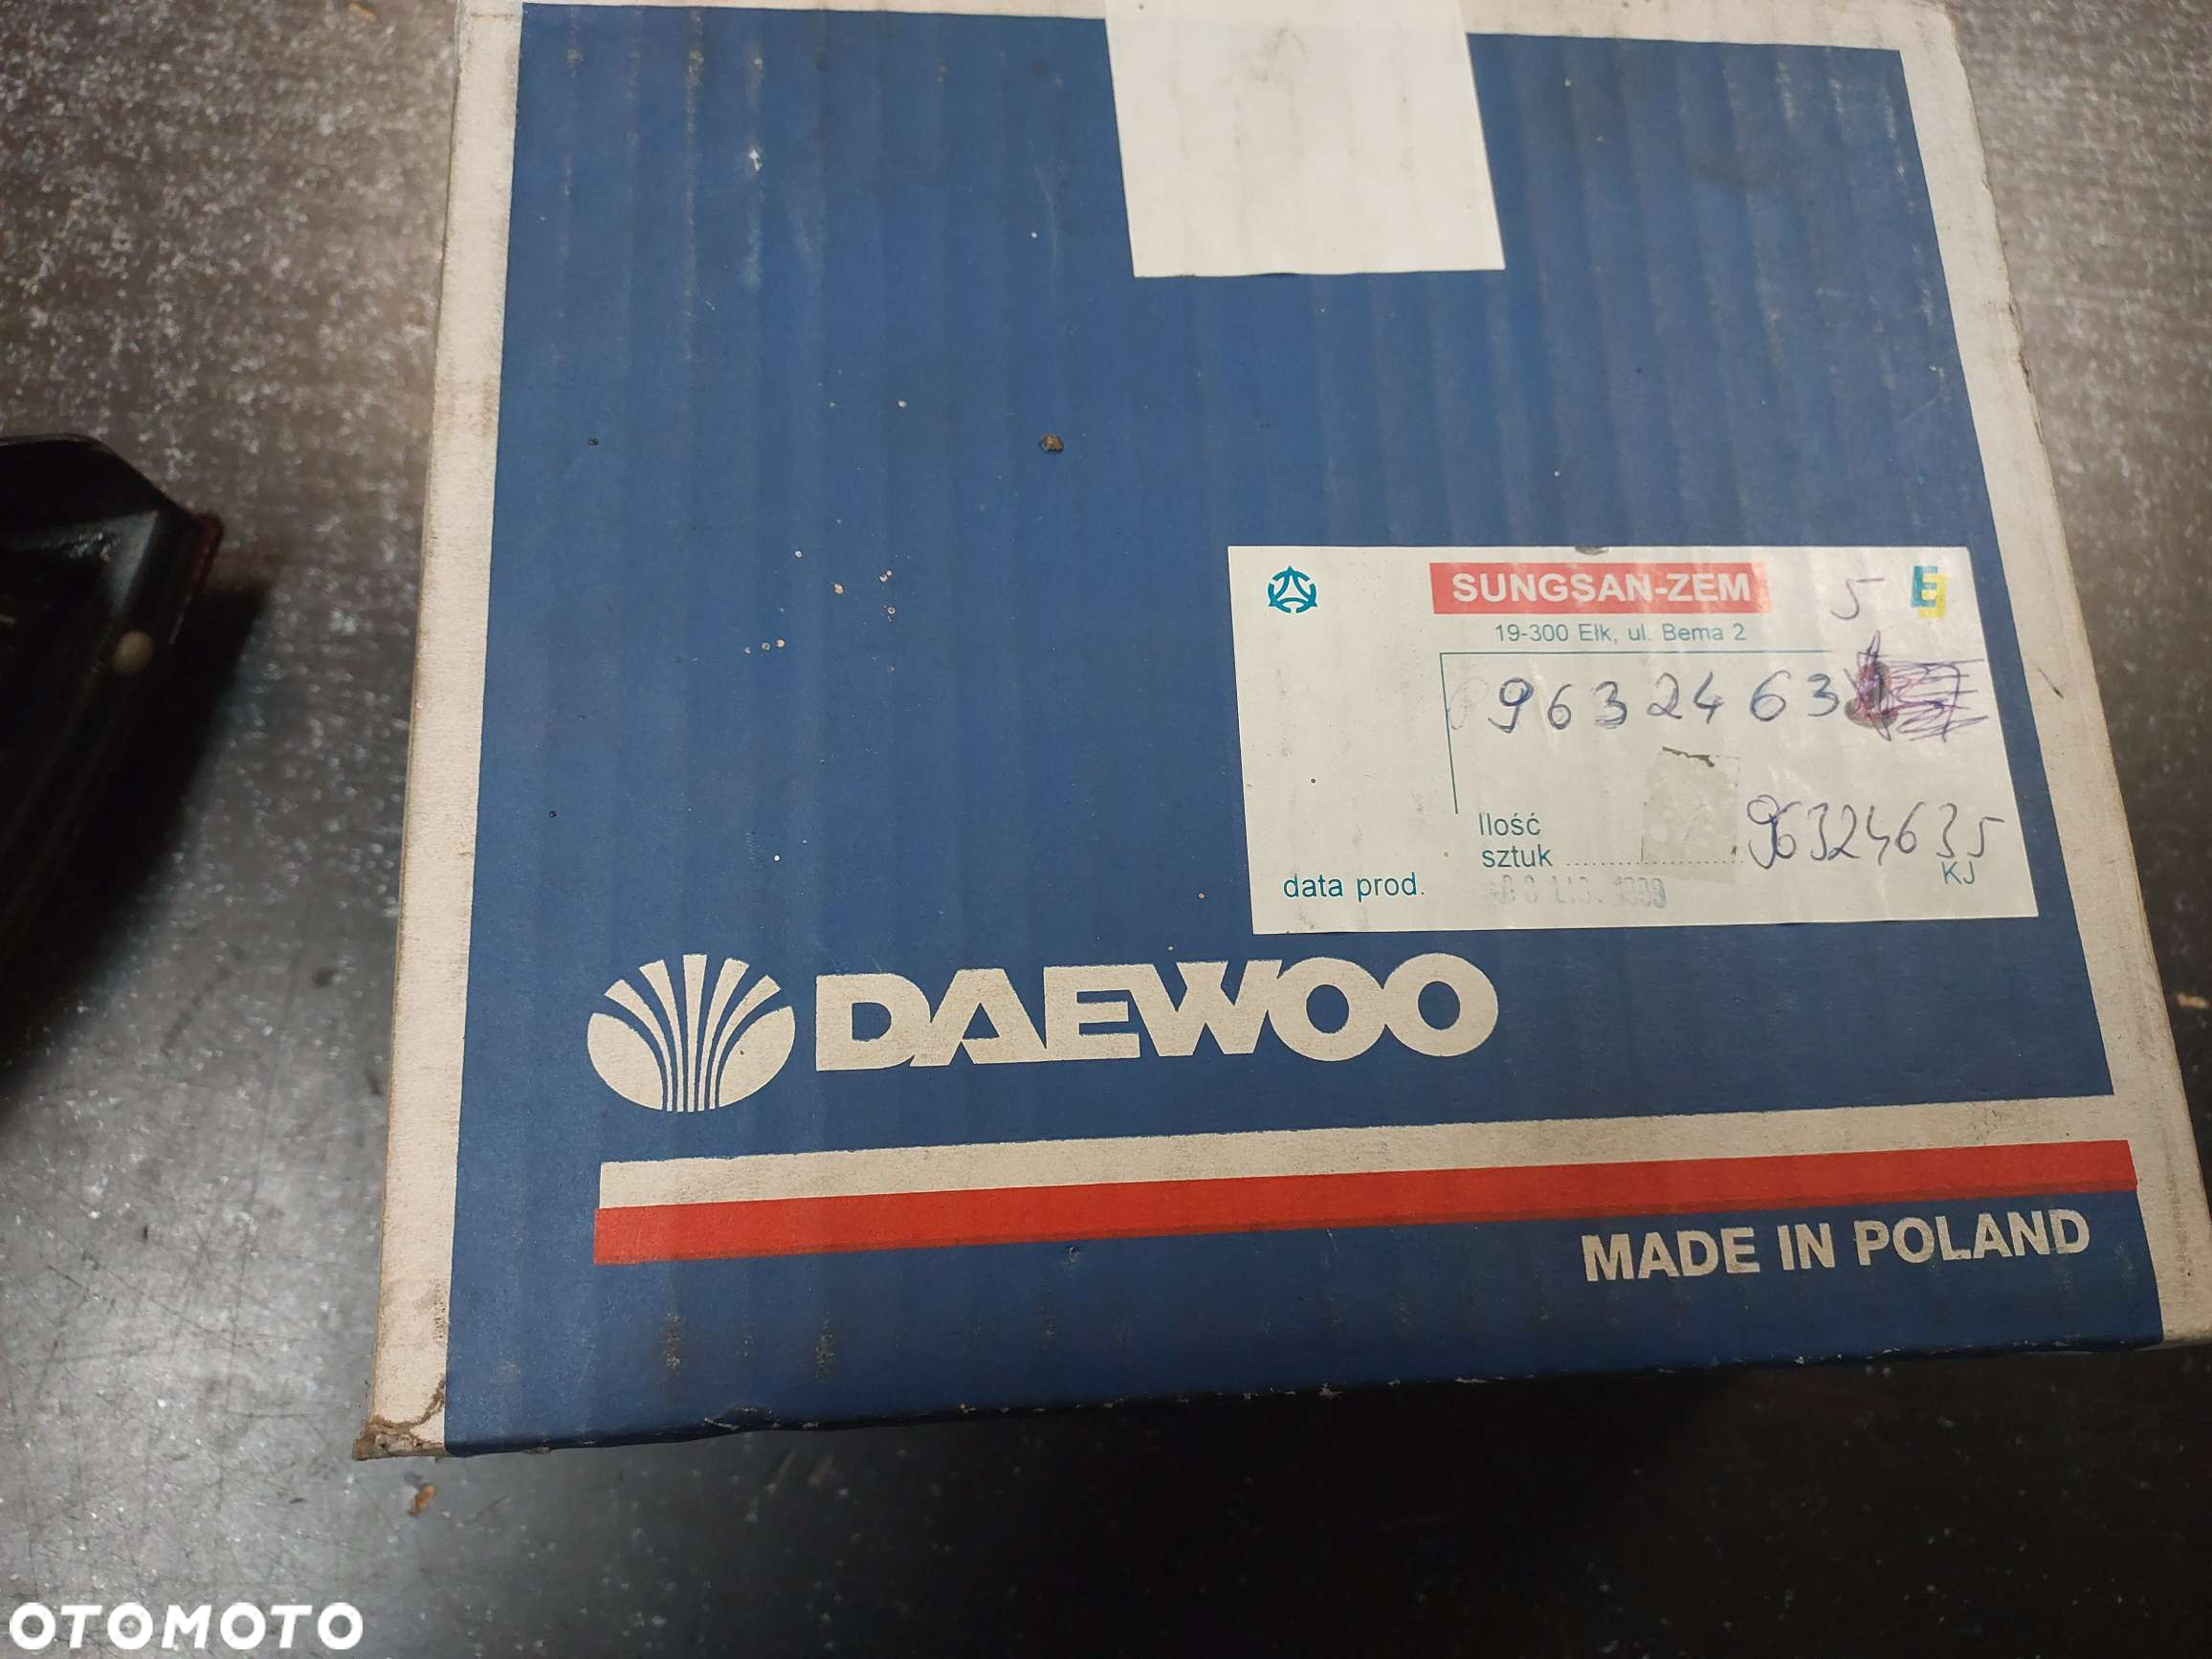 SUNGSAN-ZEM
5
19-300 Ełk, ul. Bema 2
9632463
Ilość
sztuk
96324635
KJ
data prod.
DAEWOO
MADE IN POLAND
OTOMOTO